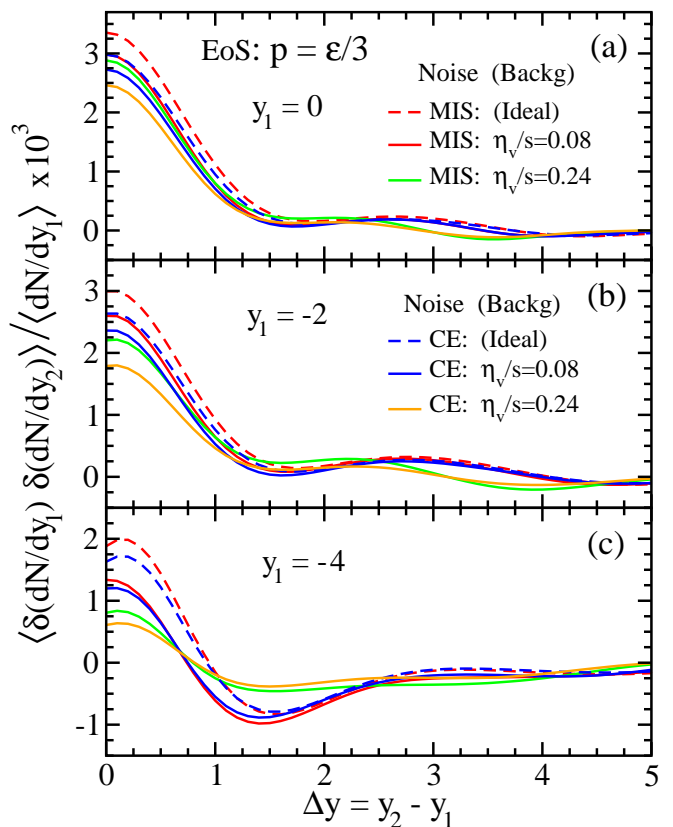 ⟨δ(dN/dy₁) δ(dN/dy₂)⟩/⟨dN/dy₁⟩ x10³
EoS: p = ε/3
(a)
y₁ = 0
Noise (Backg)
MIS: (Ideal)
MIS: ηᵥ/s=0.08
MIS: ηᵥ/s=0.24
3
2
1
0
(b)
y₁ = -2
Noise (Backg)
CE: (Ideal)
CE: ηᵥ/s=0.08
CE: ηᵥ/s=0.24
3
2
1
0
(c)
y₁ = -4
2
1
0
-1
0 1 2 3 4 5
Δy = y₂ - y₁